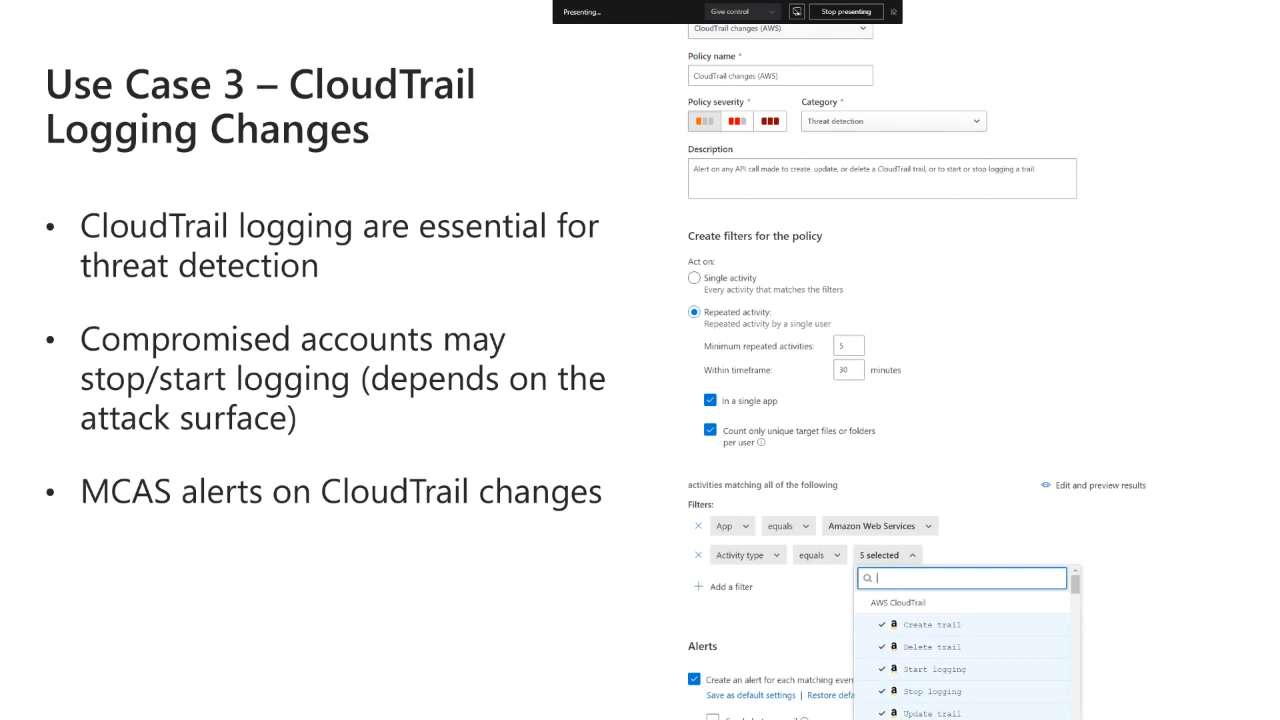 Presenting...
Give control
Stop presenting
Use Case 3 – CloudTrail
Logging Changes
• CloudTrail logging are essential for
threat detection
• Compromised accounts may
stop/start logging (depends on the
attack surface)
• MCAS alerts on CloudTrail changes
CloudTrail changes (AWS)
Policy name *
CloudTrail changes (AWS)
Policy severity *
Category *
Threat detection
Description
Alert on any API call made to create, update, or delete a CloudTrail trail, or to start or stop logging a trail.
Create filters for the policy
Act on:
Single activity
Every activity that matches the filters
Repeated activity:
Repeated activity by a single user
Minimum repeated activities: 5
Within timeframe: 30 minutes
In a single app
Count only unique target files or folders
per user
activities matching all of the following
Edit and preview results
Filters:
App equals Amazon Web Services
Activity type equals 5 selected
Add a filter
AWS CloudTrail
Create trail
Delete trail
Start logging
Stop logging
Update trail
Alerts
Create an alert for each matching even
Save as default settings | Restore defa